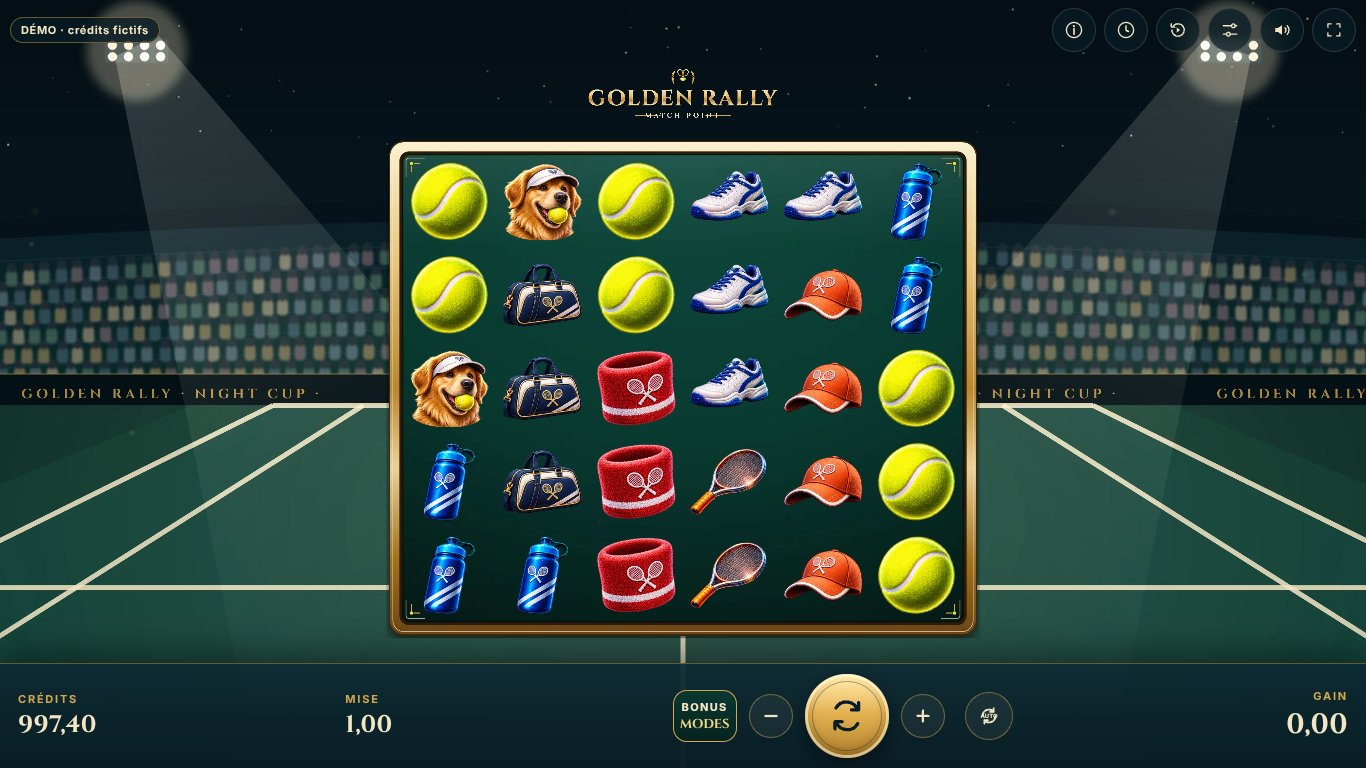 DÉMO · crédits fictifs
GOLDEN RALLY
MATCH POINT
GOLDEN RALLY · NIGHT CUP ·
· NIGHT CUP ·
GOLDEN RALLY
CRÉDITS
997,40
MISE
1,00
BONUS
MODES
AUTO
GAIN
0,00